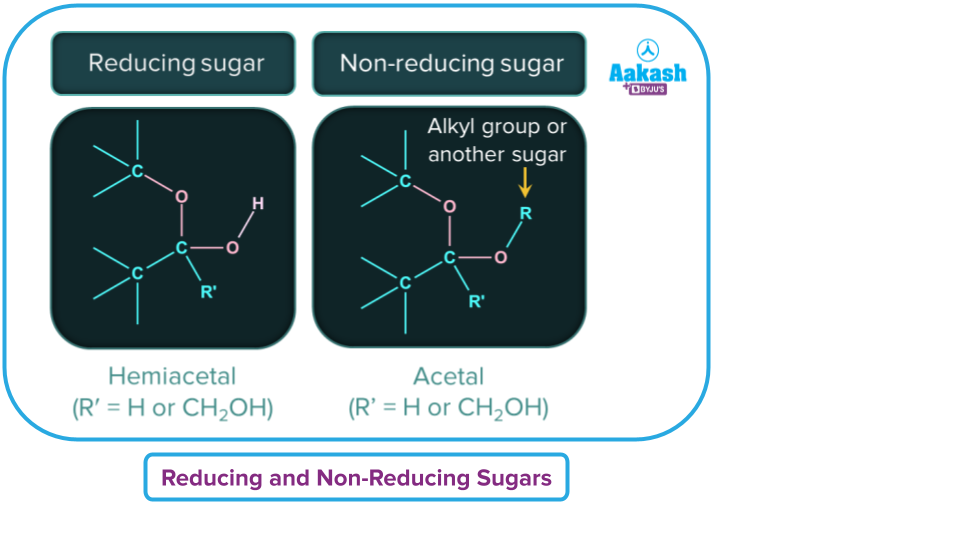 Reducing sugar
Non-reducing sugar
Aakash
BYJU'S
Alkyl group or
another sugar
C
O
H
C
O
C
R'
C
O
R
C
O
C
R'
Hemiacetal
(R′ = H or CH₂OH)
Acetal
(R’ = H or CH₂OH)
Reducing and Non-Reducing Sugars